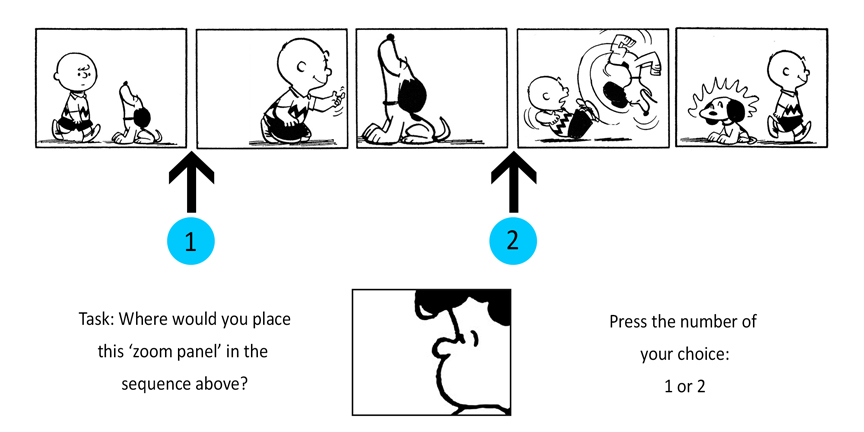 1
2
Task: Where would you place
this ‘zoom panel’ in the
sequence above?
Press the number of
your choice:
1 or 2